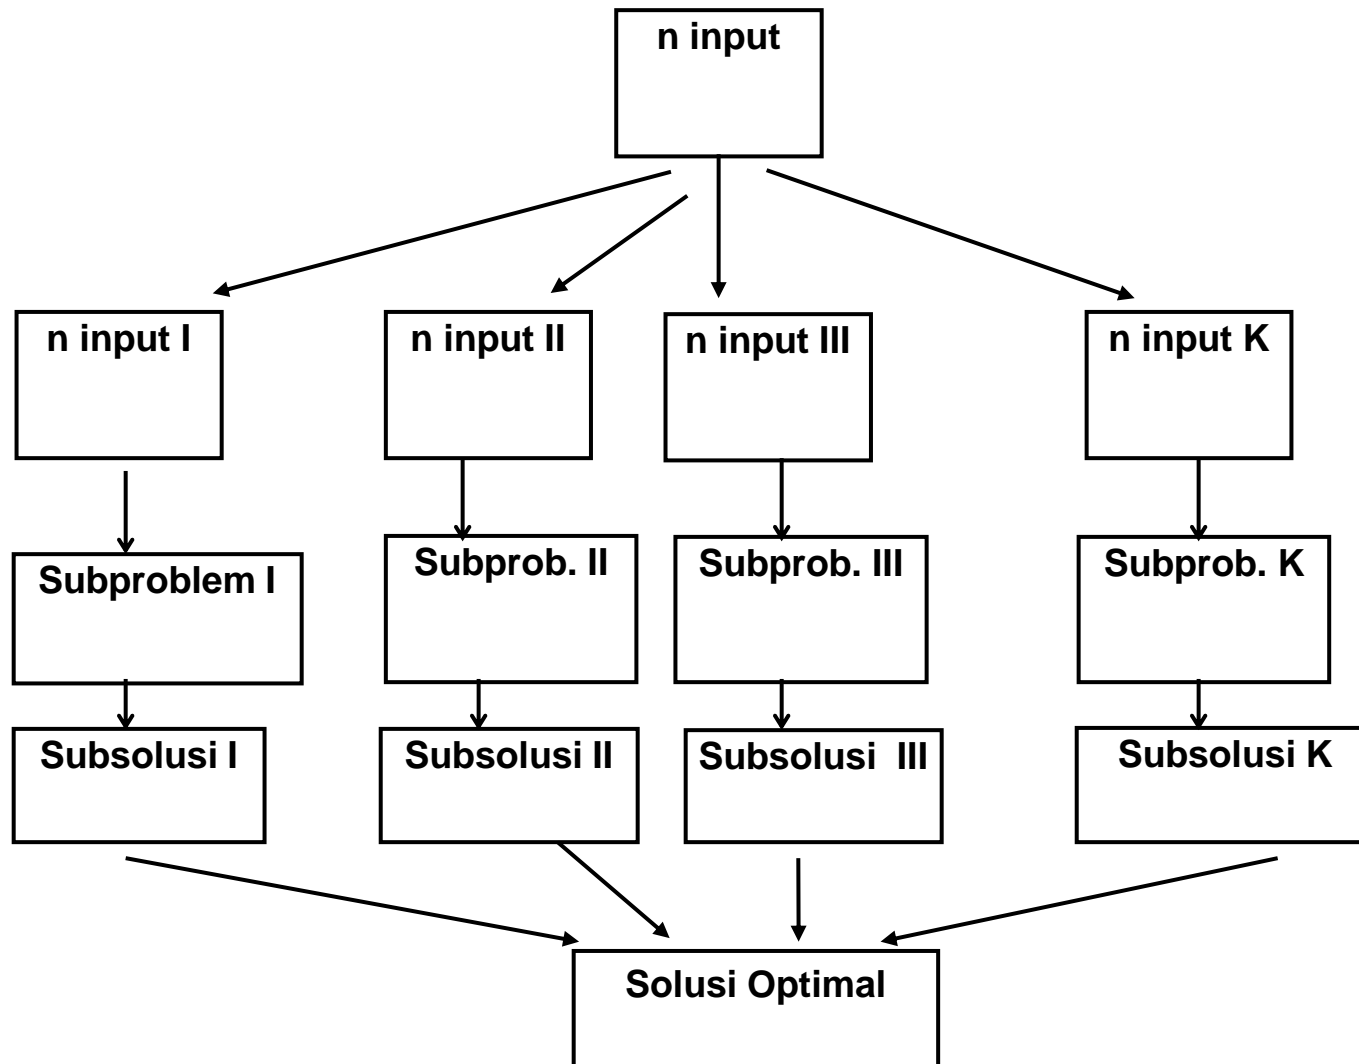 n input
n input I
n input II
n input III
n input K
Subproblem I
Subprob. II
Subprob. III
Subprob. K
Subsolusi I
Subsolusi II
Subsolusi  III
Subsolusi K
Solusi Optimal